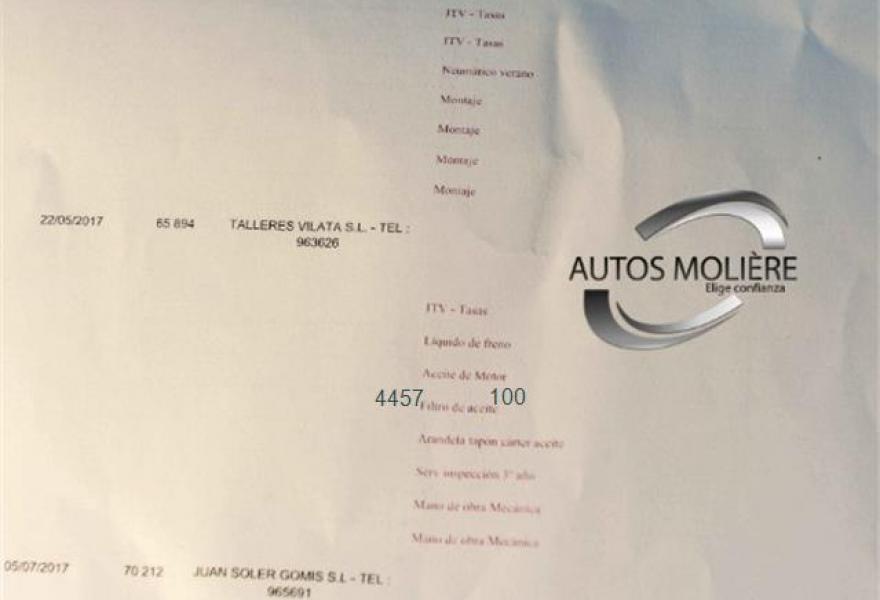 ITV - Tasas
ITV - Tasas
Neumático verano
Montaje
Montaje
Montaje
Montaje
22/05/2017 65 894 TALLERES VILATA S.L. - TEL :
963626
AUTOS MOLIÈRE
Elige confianza
ITV - Tasas
Líquido de freno
Aceite de Motor
4457 100
Filtro de aceite
Arandela tapón cárter aceite
Serv inspección 3º año
Mano de obra Mecánica
Mano de obra Mecánica
05/07/2017 70 212 JUAN SOLER GOMIS S.L - TEL :
965691